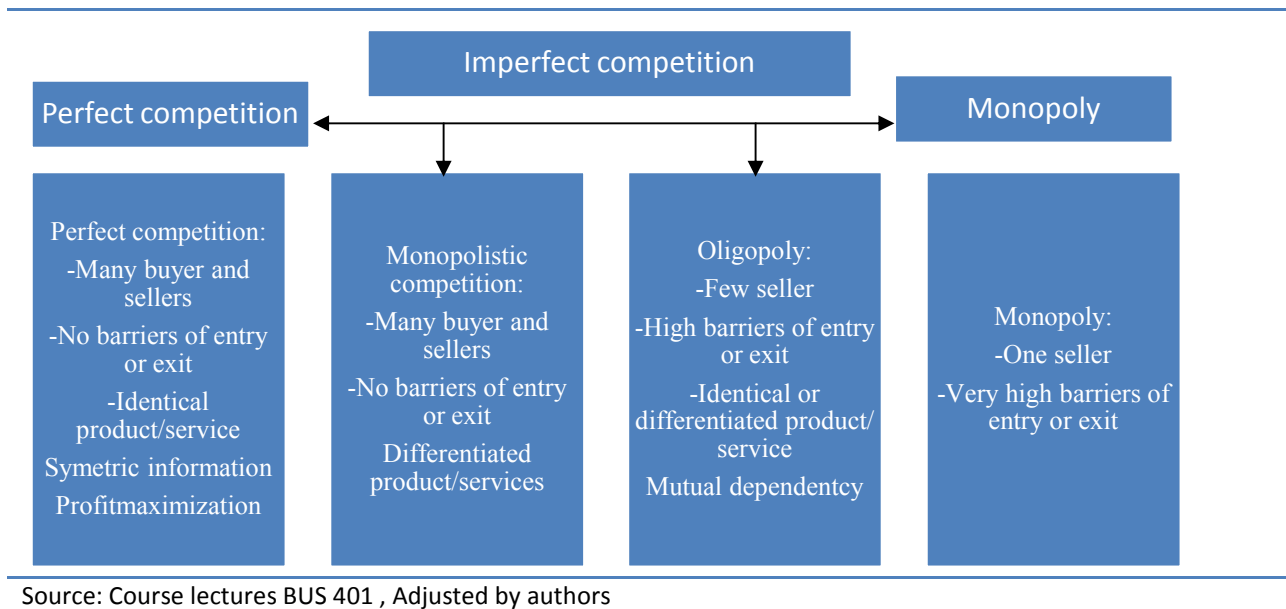 Imperfect competition
Perfect competition
Monopoly
Perfect competition:
-Many buyer and
sellers
-No barriers of entry
or exit
-Identical
product/service
Symetric information
Profitmaximization
Monopolistic
competition:
-Many buyer and
sellers
-No barriers of entry
or exit
Differentiated
product/services
Oligopoly:
-Few seller
-High barriers of entry
or exit
-Identical or
differentiated product/
service
Mutual dependentcy
Monopoly:
-One seller
-Very high barriers of
entry or exit
Source: Course lectures BUS 401 , Adjusted by authors